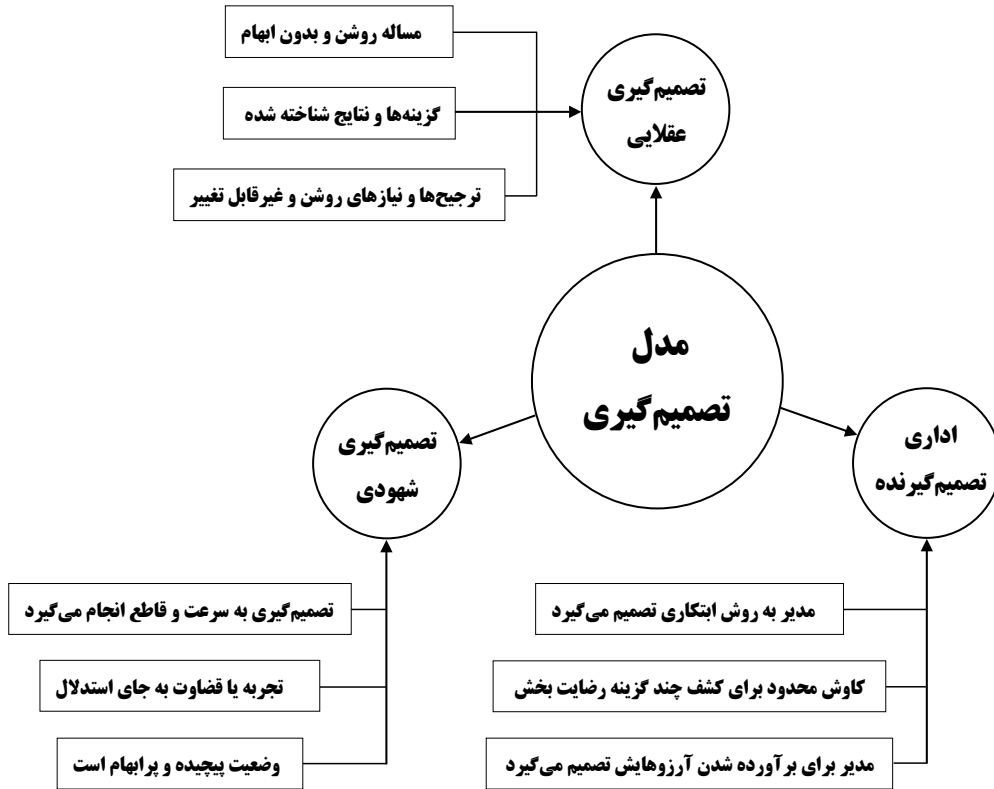 مساله روشن و بدون ابهام
گزینه‌ها و نتایج شناخته شده
ترجیح‌ها و نیازهای روشن و غیرقابل تغییر
تصمیم‌گیری
عقلایی
مدل
تصمیم‌گیری
اداری
تصمیم‌گیرنده
مدیر به روش ابتکاری تصمیم می‌گیرد
کاوش محدود برای کشف چند گزینه رضایت بخش
مدیر برای برآورده شدن آرزوهایش تصمیم می‌گیرد
تصمیم‌گیری
شهودی
تصمیم‌گیری به سرعت و قاطع انجام می‌گیرد
تجربه یا قضاوت به جای استدلال
وضعیت پیچیده و پرابهام است